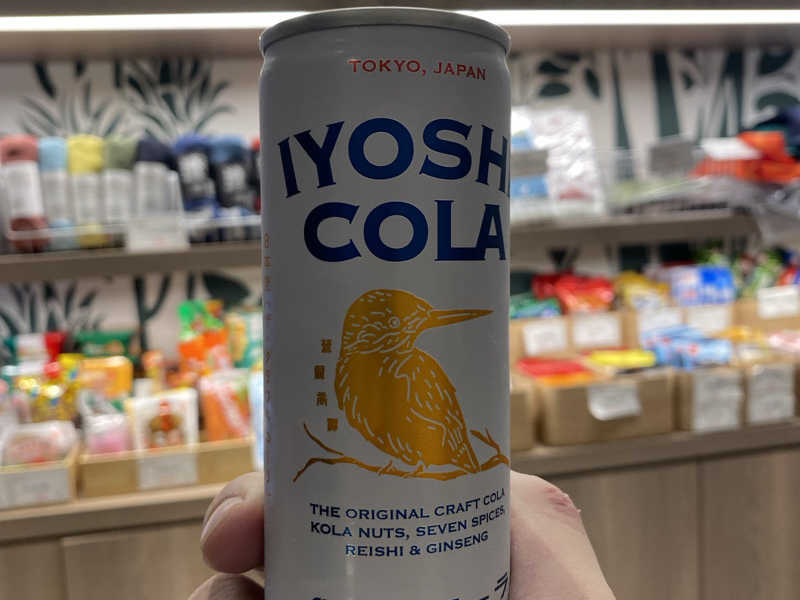 TOKYO, JAPAN
IYOSHI
COLA
THE ORIGINAL CRAFT COLA
KOLA NUTS, SEVEN SPICES,
REISHI & GINSENG